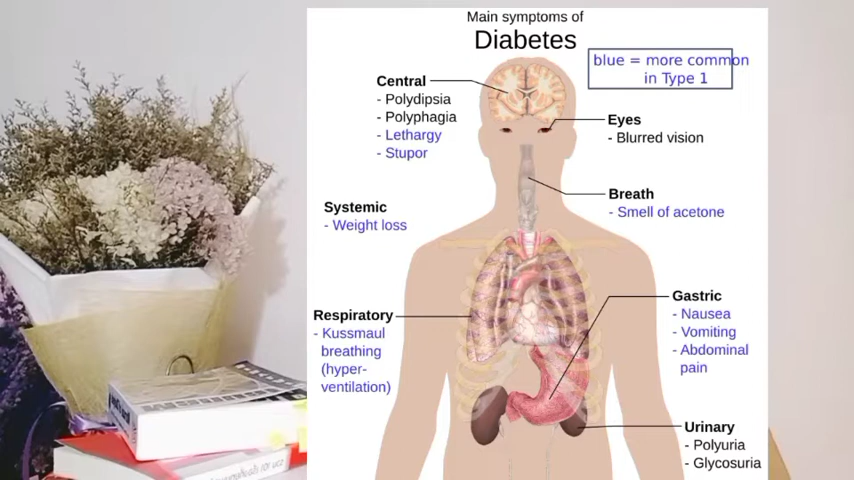 Main symptoms of
Diabetes
blue = more common
in Type 1
Central
- Polydipsia
- Polyphagia
- Lethargy
- Stupor
Eyes
- Blurred vision
Breath
- Smell of acetone
Systemic
- Weight loss
Respiratory
- Kussmaul
breathing
(hyper-
ventilation)
Gastric
- Nausea
- Vomiting
- Abdominal
pain
Urinary
- Polyuria
- Glycosuria